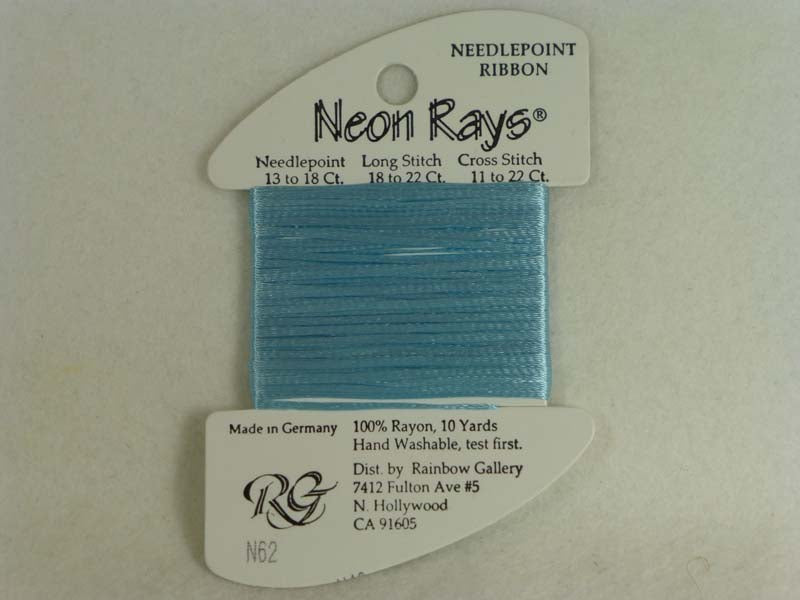 NEEDLEPOINT
RIBBON
Neon Rays®
Needlepoint Long Stitch Cross Stitch
13 to 18 Ct. 18 to 22 Ct. 11 to 22 Ct.
Made in Germany
100% Rayon, 10 Yards
Hand Washable, test first.
Dist. by Rainbow Gallery
7412 Fulton Ave #5
N. Hollywood
CA 91605
RG
N62